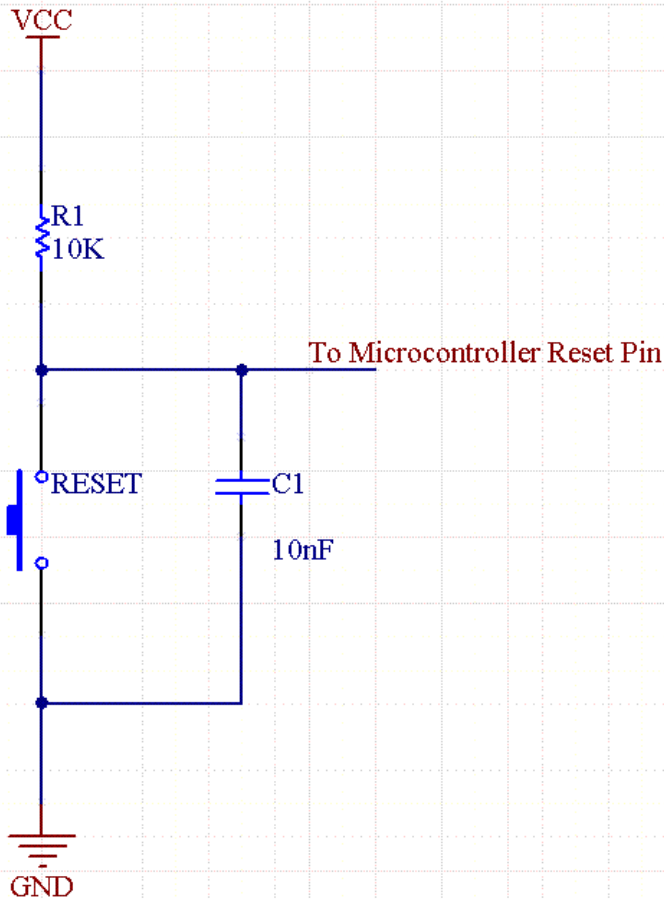 VCC
R1
10K
To Microcontroller Reset Pin
RESET
C1
10nF
GND